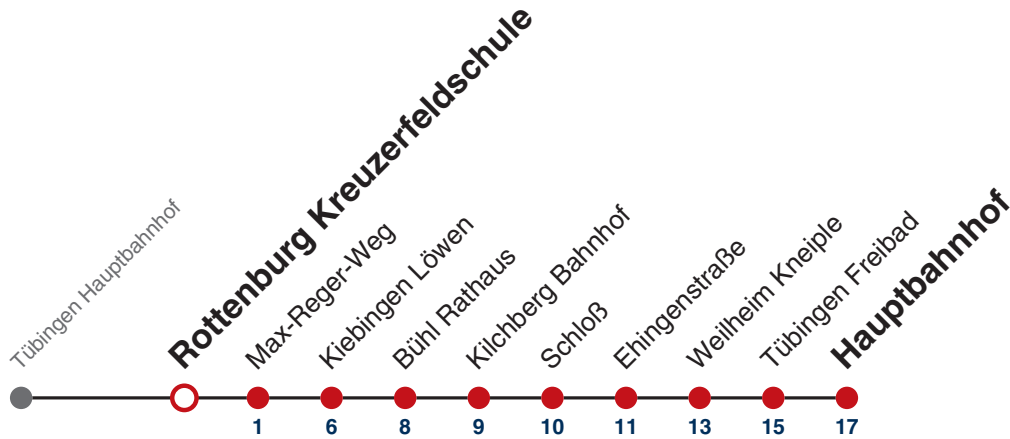 Tübingen Hauptbahnhof
Rottenburg Kreuzerfeldschule
Max-Reger-Weg
Kiebingen Löwen
Bühl Rathaus
Kilchberg Bahnhof
Schloß
Ehingenstraße
Weilheim Kneiple
Tübingen Freibad
Hauptbahnhof
1 6 8 9 10 11 13 15 17